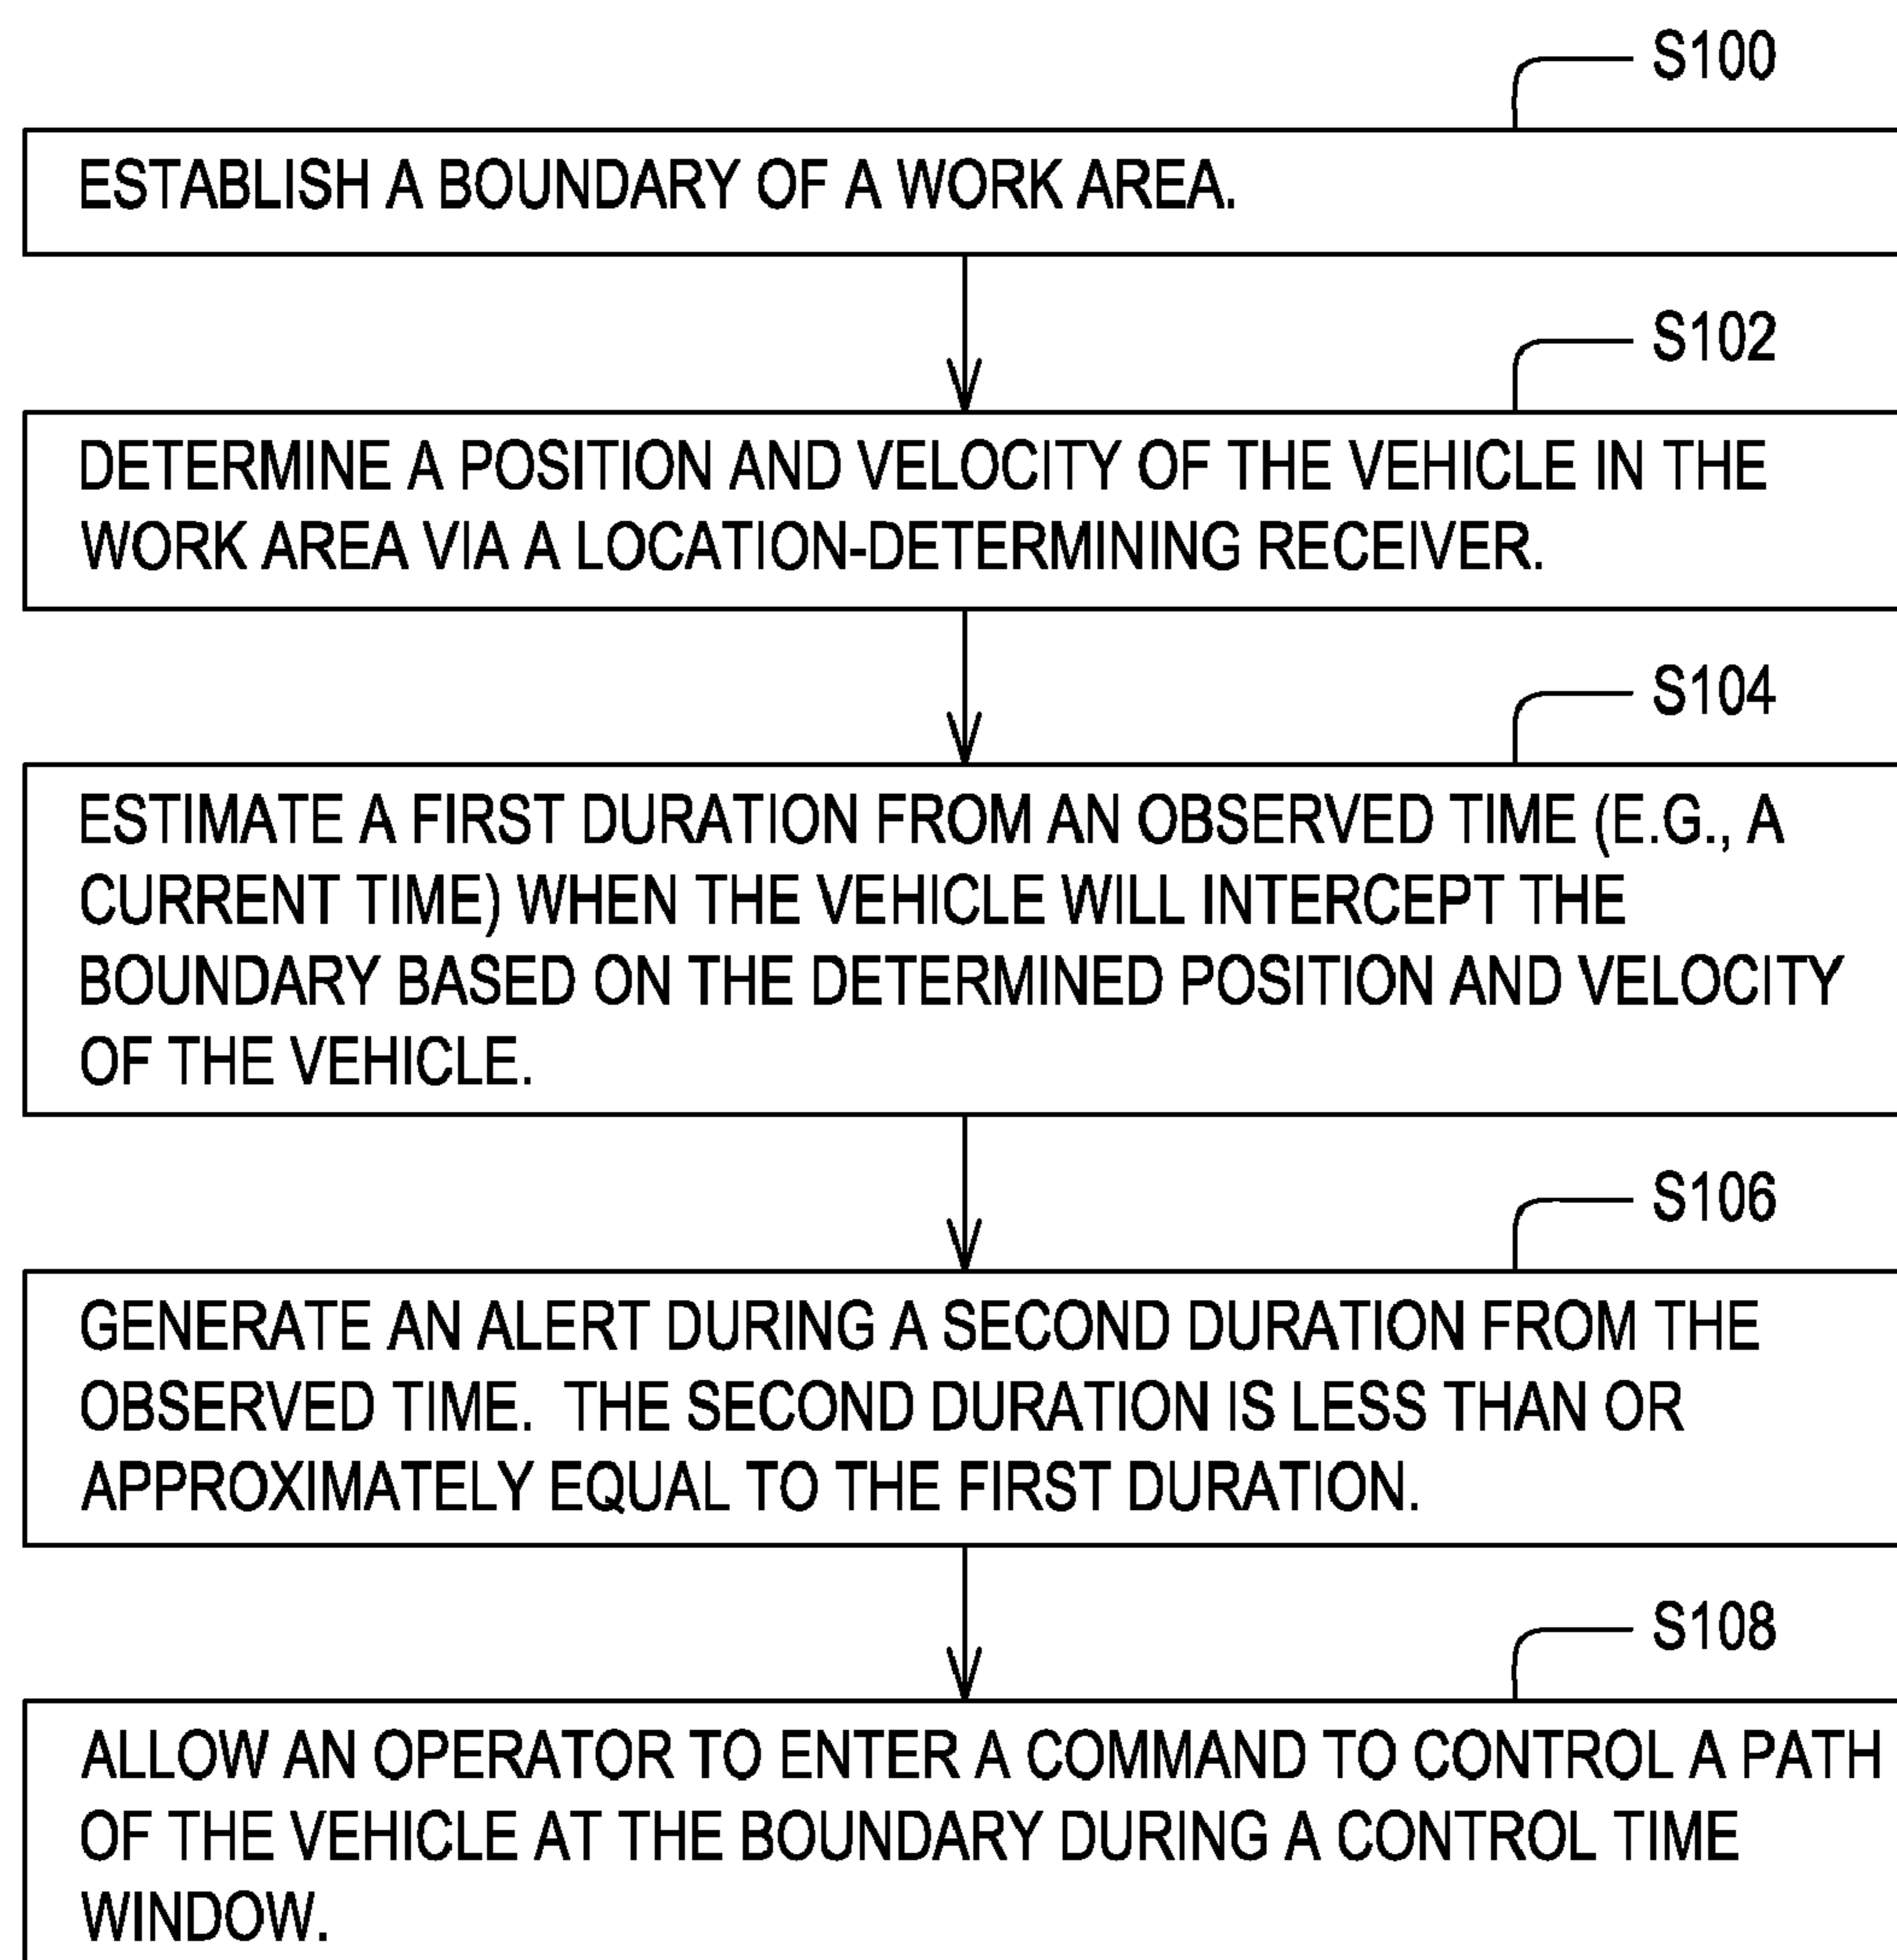 S100
ESTABLISH A BOUNDARY OF A WORK AREA.
S102
DETERMINE A POSITION AND VELOCITY OF THE VEHICLE IN THE
WORK AREA VIA A LOCATION-DETERMINING RECEIVER.
S104
ESTIMATE A FIRST DURATION FROM AN OBSERVED TIME (E.G., A
CURRENT TIME) WHEN THE VEHICLE WILL INTERCEPT THE
BOUNDARY BASED ON THE DETERMINED POSITION AND VELOCITY
OF THE VEHICLE.
S106
GENERATE AN ALERT DURING A SECOND DURATION FROM THE
OBSERVED TIME.  THE SECOND DURATION IS LESS THAN OR
APPROXIMATELY EQUAL TO THE FIRST DURATION.
S108
ALLOW AN OPERATOR TO ENTER A COMMAND TO CONTROL A PATH
OF THE VEHICLE AT THE BOUNDARY DURING A CONTROL TIME
WINDOW.